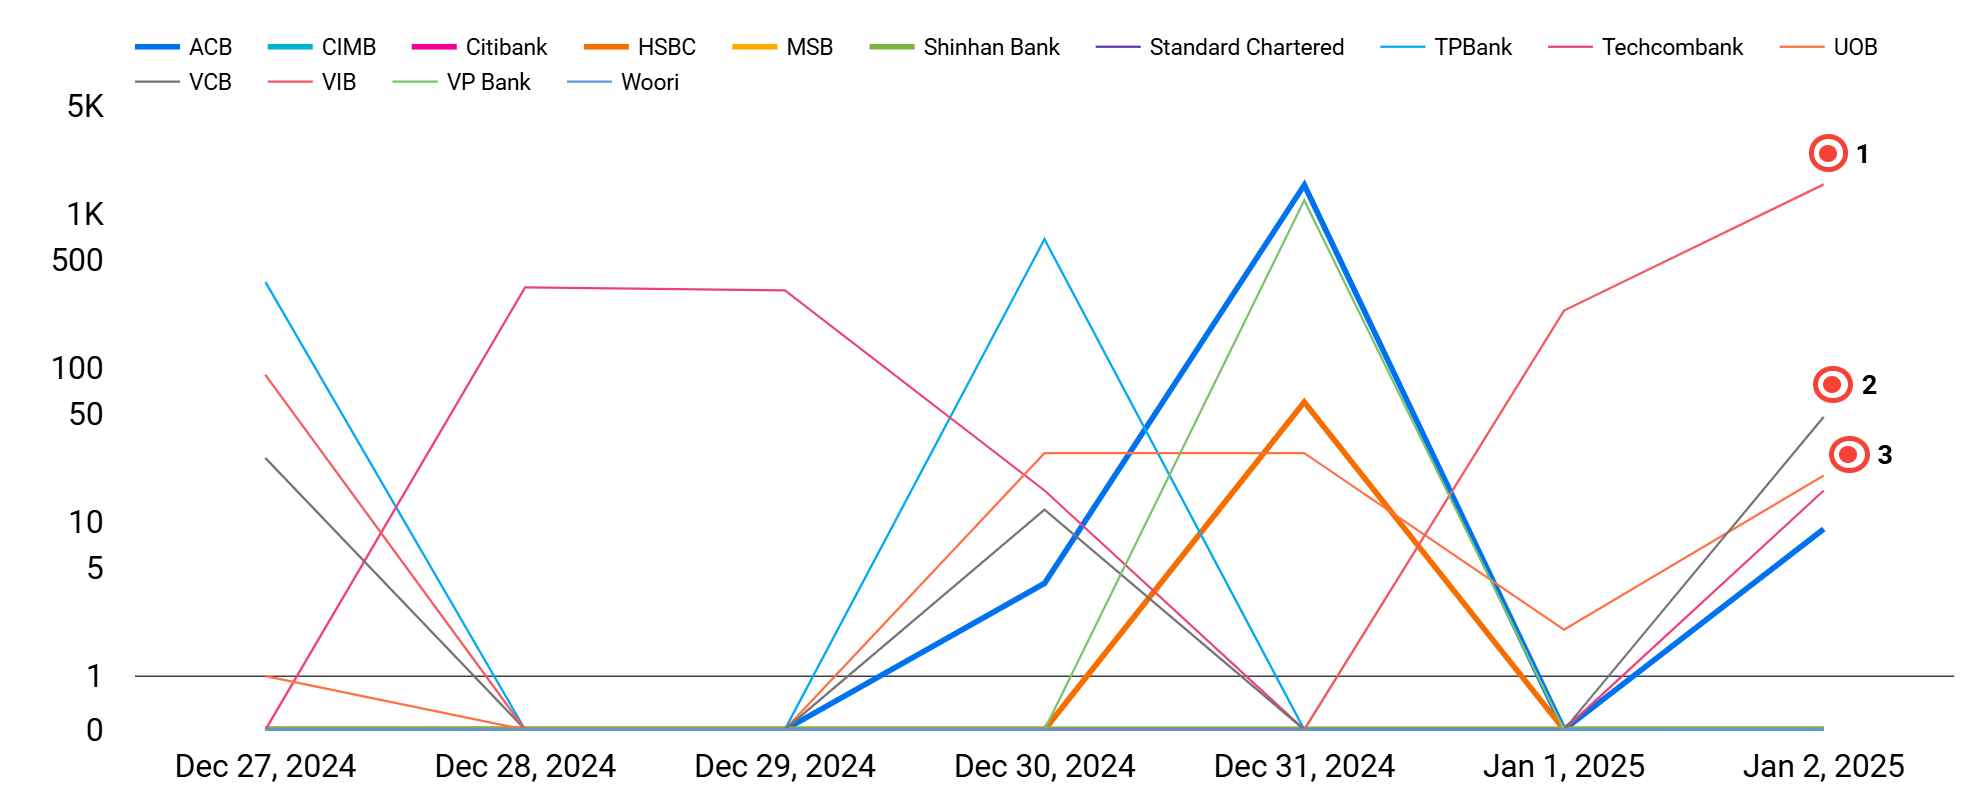 ACB CIMB Citibank HSBC MSB Shinhan Bank Standard Chartered TPBank Techcombank UOB
VCB VIB VP Bank Woori
5K
1
1K
500
100
2
50
3
10
5
1
0
Dec 27, 2024 Dec 28, 2024 Dec 29, 2024 Dec 30, 2024 Dec 31, 2024 Jan 1, 2025 Jan 2, 2025